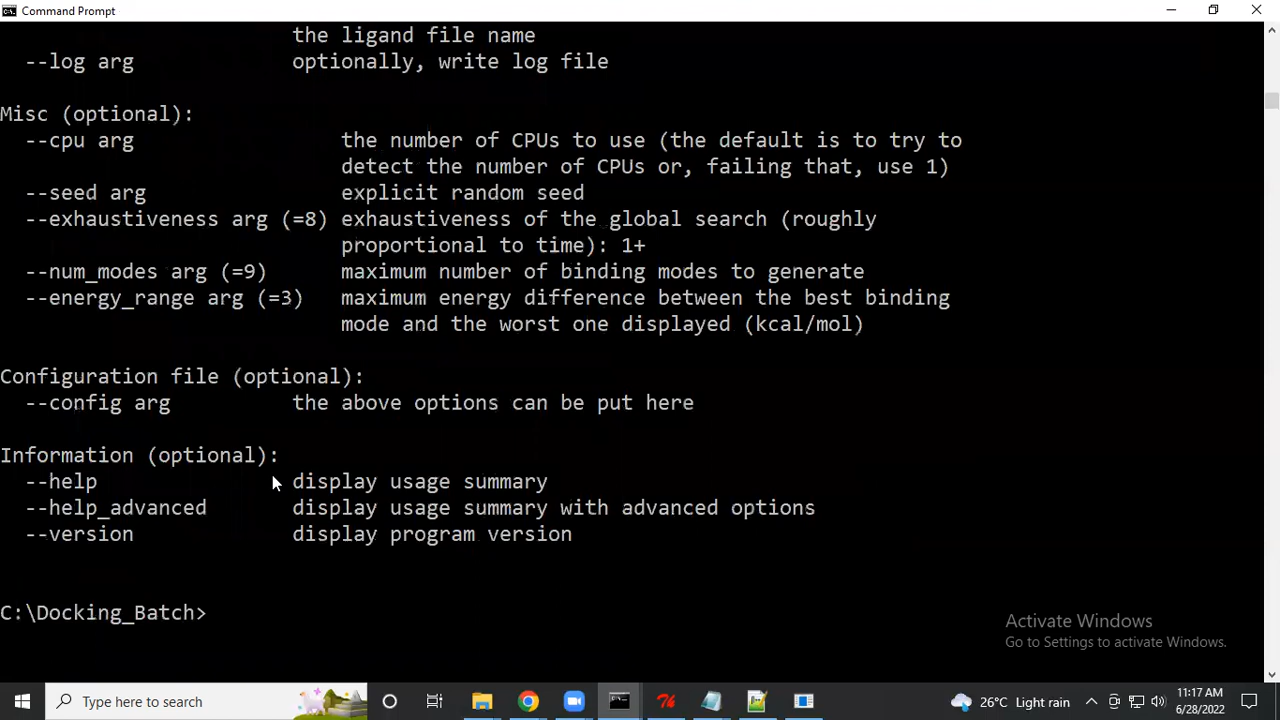 Command Prompt
the ligand file name
--log arg optionally, write log file
Misc (optional):
--cpu arg the number of CPUs to use (the default is to try to
detect the number of CPUs or, failing that, use 1)
--seed arg explicit random seed
--exhaustiveness arg (=8) exhaustiveness of the global search (roughly
proportional to time): 1+
--num_modes arg (=9) maximum number of binding modes to generate
--energy_range arg (=3) maximum energy difference between the best binding
mode and the worst one displayed (kcal/mol)
Configuration file (optional):
--config arg the above options can be put here
Information (optional):
--help display usage summary
--help_advanced display usage summary with advanced options
--version display program version
C:\Docking_Batch>
Activate Windows
Go to Settings to activate Windows.
Type here to search
26°C Light rain
11:17 AM
6/28/2022